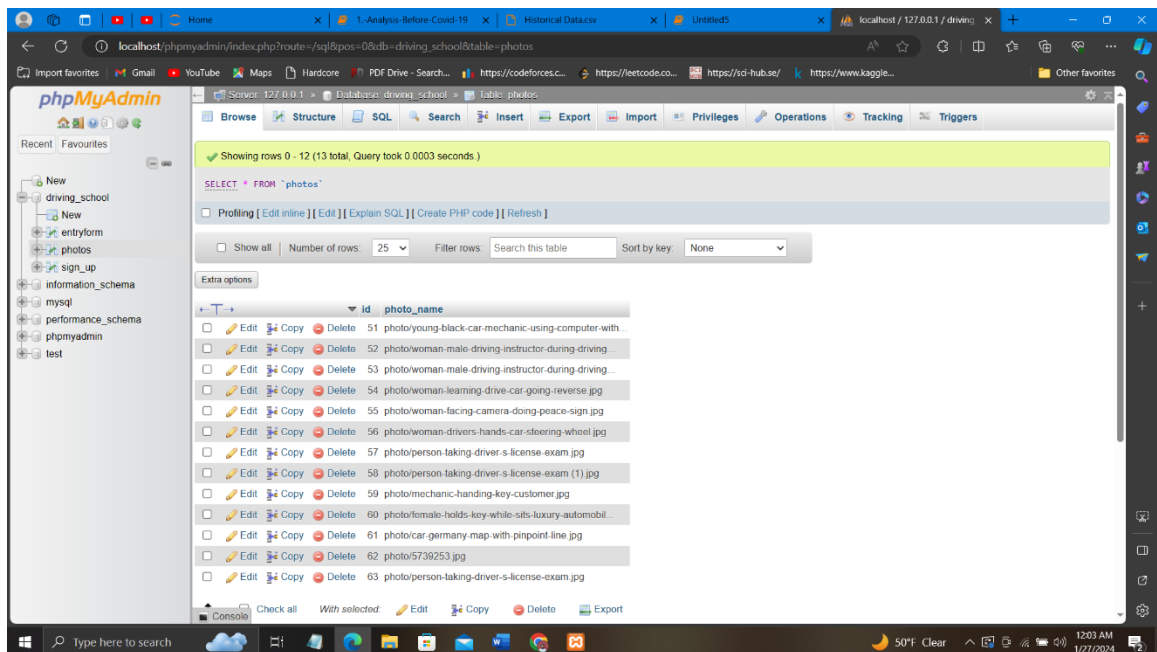 Home
1.-Analysis-Before-Covid-19
Historical Data.csv
Untitled5
localhost / 127.0.0.1 / driving
localhost/phpmyadmin/index.php?route=/sql&pos=0&db=driving_school&table=photos
Import favorites
Gmail
YouTube
Maps
Hardcore
PDF Drive - Search...
https://codeforces.c...
https://leetcode.co...
https://sci-hub.se/
https://www.kaggle...
Other favorites
phpMyAdmin
Recent Favourites
New
driving_school
New
entryform
photos
sign_up
information_schema
mysql
performance_schema
phpmyadmin
test
Server: 127.0.0.1 » Database: driving_school » Table: photos
Browse Structure SQL Search Insert Export Import Privileges Operations Tracking Triggers
Showing rows 0 - 12 (13 total, Query took 0.0003 seconds.)
SELECT * FROM `photos`
Profiling [ Edit inline ] [ Edit ] [ Explain SQL ] [ Create PHP code ] [ Refresh ]
Show all | Number of rows: 25 Filter rows: Search this table Sort by key: None
Extra options
←T→ id photo_name
Edit Copy Delete 51 photo/young-black-car-mechanic-using-computer-with...
Edit Copy Delete 52 photo/woman-male-driving-instructor-during-driving...
Edit Copy Delete 53 photo/woman-male-driving-instructor-during-driving...
Edit Copy Delete 54 photo/woman-learning-drive-car-going-reverse.jpg
Edit Copy Delete 55 photo/woman-facing-camera-doing-peace-sign.jpg
Edit Copy Delete 56 photo/woman-drivers-hands-car-steering-wheel.jpg
Edit Copy Delete 57 photo/person-taking-driver-s-license-exam.jpg
Edit Copy Delete 58 photo/person-taking-driver-s-license-exam (1).jpg
Edit Copy Delete 59 photo/mechanic-handing-key-customer.jpg
Edit Copy Delete 60 photo/female-holds-key-while-sits-luxury-automobil...
Edit Copy Delete 61 photo/car-germany-map-with-pinpoint-line.jpg
Edit Copy Delete 62 photo/5739253.jpg
Edit Copy Delete 63 photo/person-taking-driver-s-license-exam.jpg
Check all With selected: Edit Copy Delete Export
Console
Type here to search
50°F Clear
12:03 AM
1/27/2024